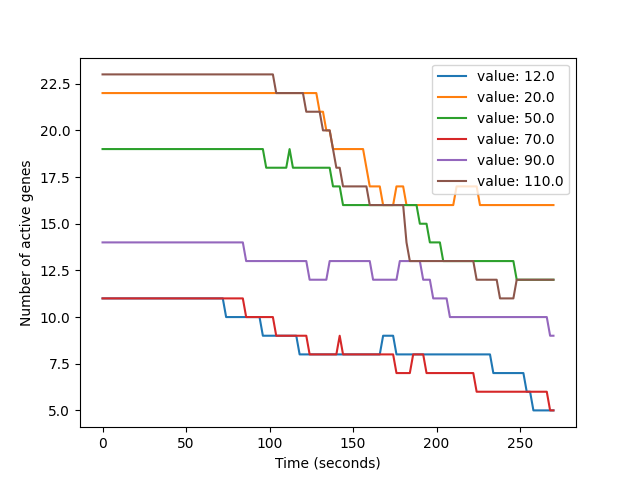 22.5
20.0
17.5
15.0
12.5
10.0
7.5
5.0
Number of active genes
0 50 100 150 200 250
Time (seconds)
value: 12.0
value: 20.0
value: 50.0
value: 70.0
value: 90.0
value: 110.0